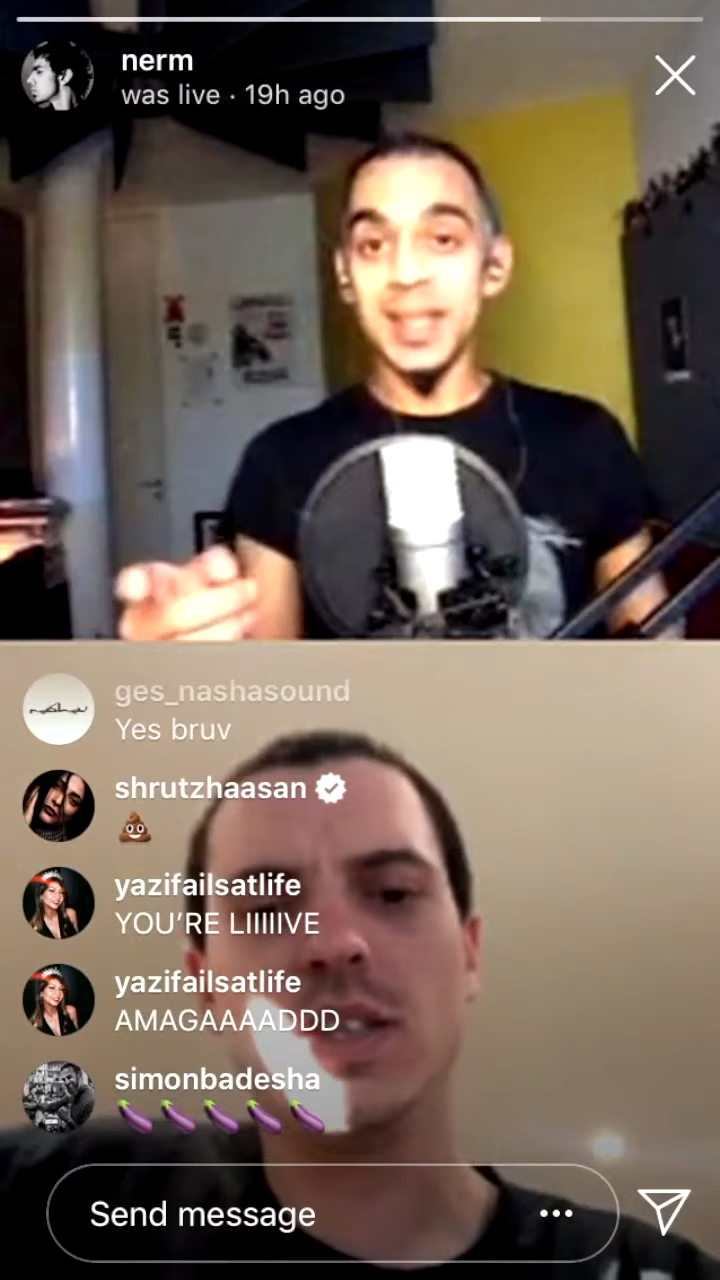 nerm
was live · 19h ago
ges_nashasound
Yes bruv
shrutzhaasan
💩
yazifailsatlife
YOU’RE LIIIIIVE
yazifailsatlife
AMAGAAAADDD
simonbadesha
🍆🍆🍆🍆🍆
Send message